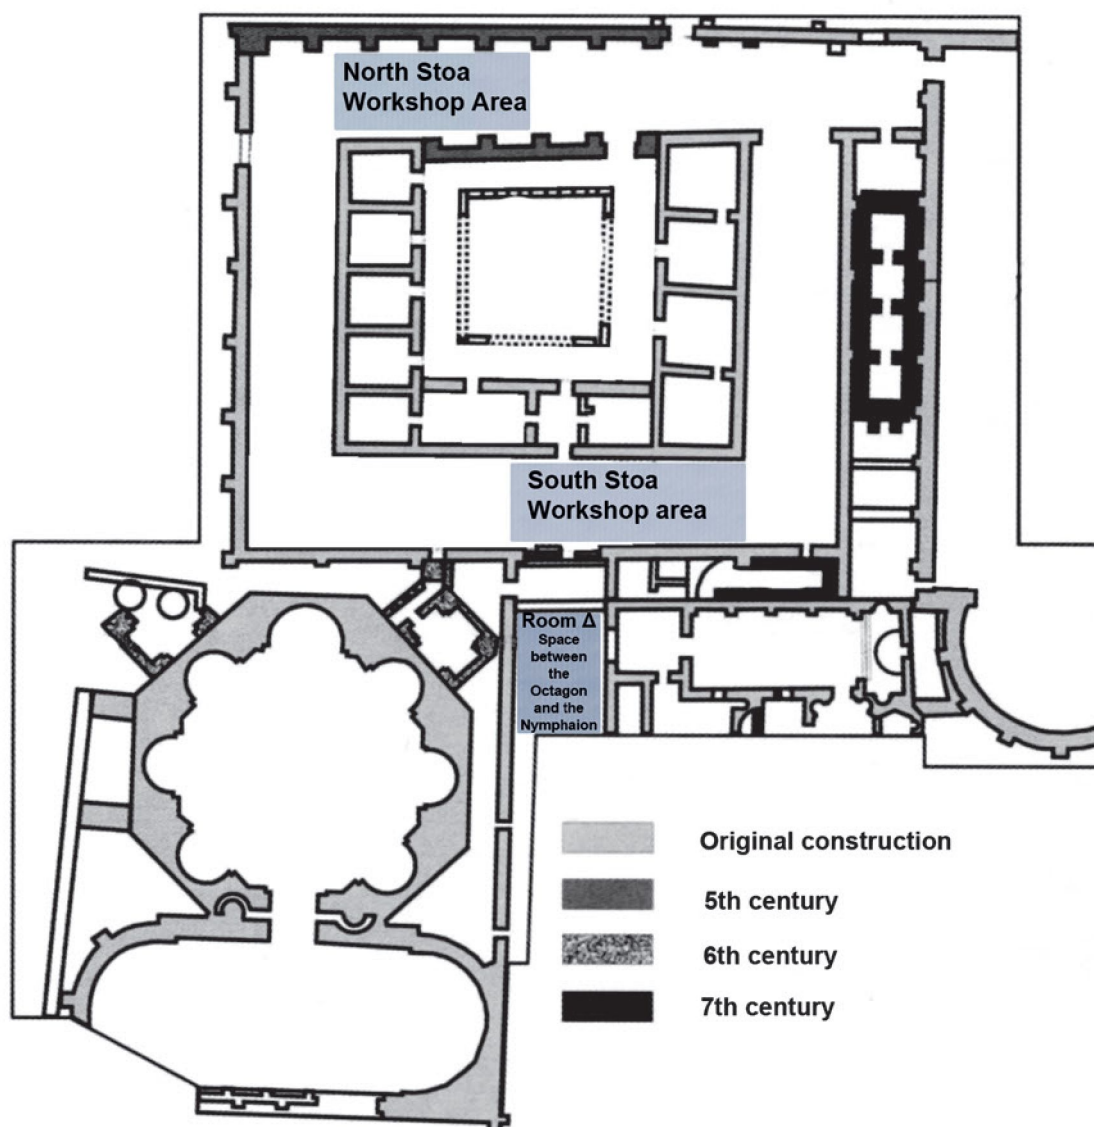 North Stoa
Workshop Area
South Stoa
Workshop area
Room Δ
Space
between
the
Octagon
and the
Nymphaion
Original construction
5th century
6th century
7th century